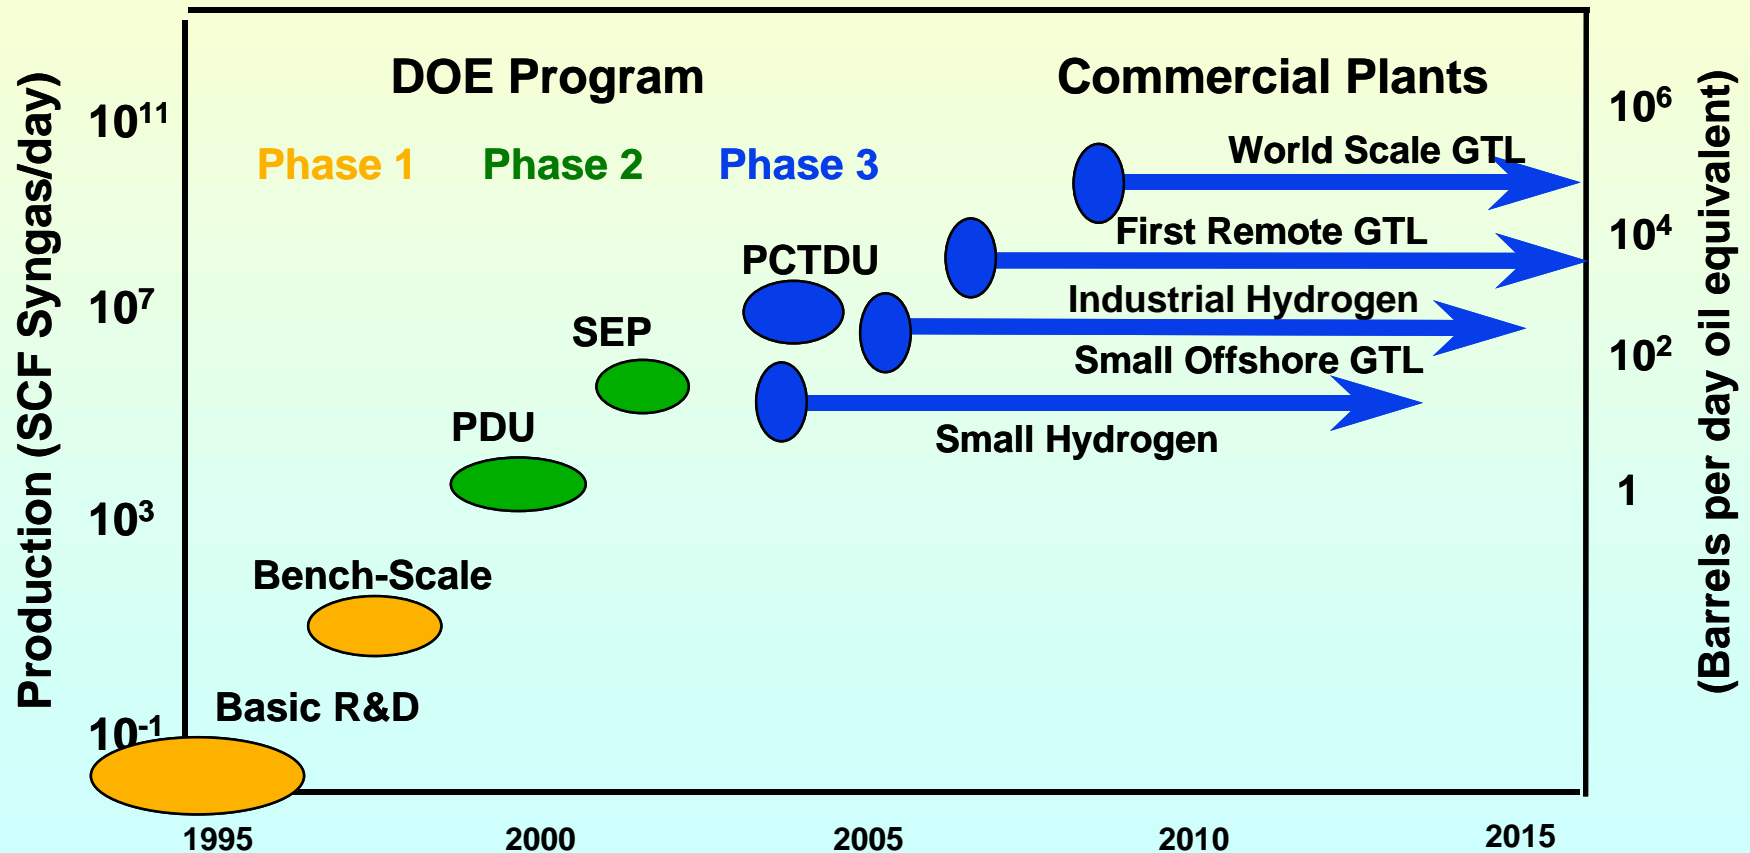 DOE Program
Commercial Plants
Production (SCF Syngas/day)
(Barrels per day oil equivalent)
10¹¹
10⁶
Phase 1
Phase 2
Phase 3
World Scale GTL
First Remote GTL
10⁴
PCTDU
10⁷
Industrial Hydrogen
SEP
Small Offshore GTL
10²
PDU
Small Hydrogen
10³
1
Bench-Scale
Basic R&D
10⁻¹
1995
2000
2005
2010
2015